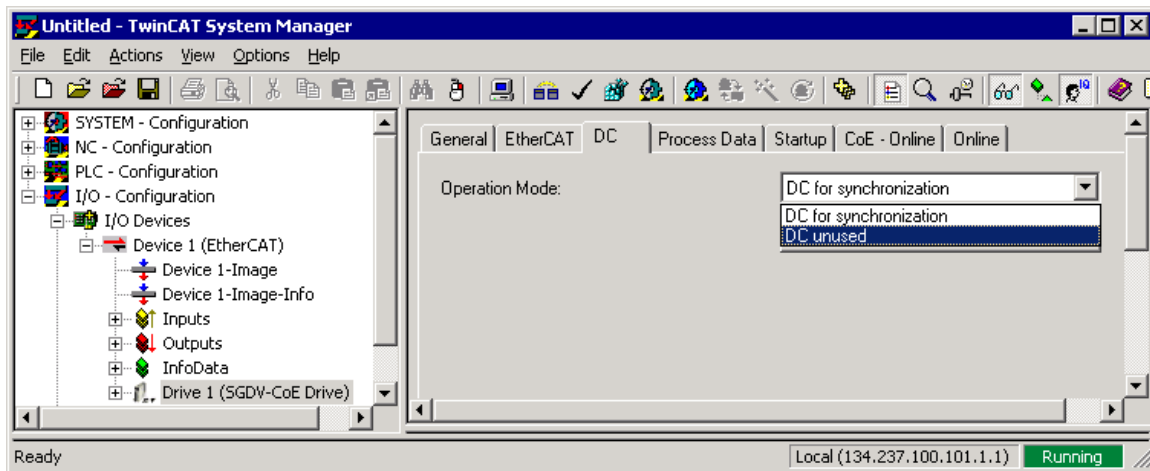 Untitled - TwinCAT System Manager
File Edit Actions View Options Help
SYSTEM - Configuration
NC - Configuration
PLC - Configuration
I/O - Configuration
I/O Devices
Device 1 (EtherCAT)
Device 1-Image
Device 1-Image-Info
Inputs
Outputs
InfoData
Drive 1 (SGDV-CoE Drive)
General EtherCAT DC Process Data Startup CoE - Online Online
Operation Mode: DC for synchronization
DC for synchronization
DC unused
Ready Local (134.237.100.101.1.1) Running